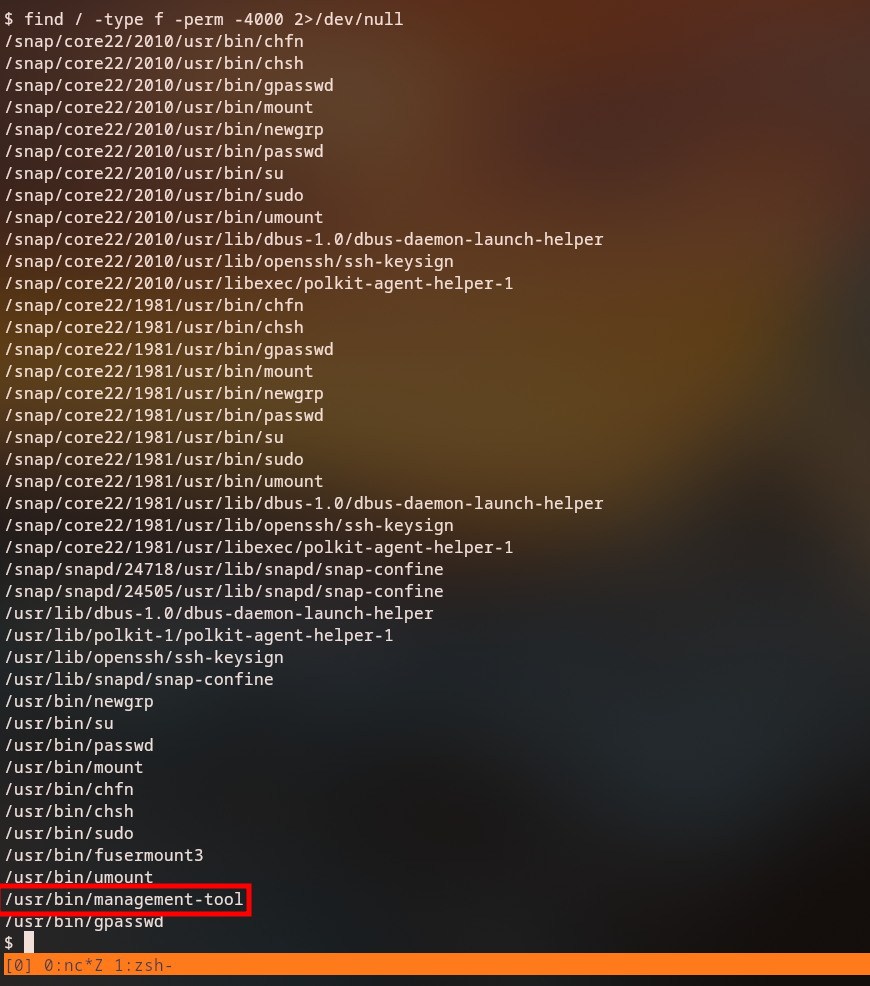 $ find / -type f -perm -4000 2>/dev/null
/snap/core22/2010/usr/bin/chfn
/snap/core22/2010/usr/bin/chsh
/snap/core22/2010/usr/bin/gpasswd
/snap/core22/2010/usr/bin/mount
/snap/core22/2010/usr/bin/newgrp
/snap/core22/2010/usr/bin/passwd
/snap/core22/2010/usr/bin/su
/snap/core22/2010/usr/bin/sudo
/snap/core22/2010/usr/bin/umount
/snap/core22/2010/usr/lib/dbus-1.0/dbus-daemon-launch-helper
/snap/core22/2010/usr/lib/openssh/ssh-keysign
/snap/core22/2010/usr/libexec/polkit-agent-helper-1
/snap/core22/1981/usr/bin/chfn
/snap/core22/1981/usr/bin/chsh
/snap/core22/1981/usr/bin/gpasswd
/snap/core22/1981/usr/bin/mount
/snap/core22/1981/usr/bin/newgrp
/snap/core22/1981/usr/bin/passwd
/snap/core22/1981/usr/bin/su
/snap/core22/1981/usr/bin/sudo
/snap/core22/1981/usr/bin/umount
/snap/core22/1981/usr/lib/dbus-1.0/dbus-daemon-launch-helper
/snap/core22/1981/usr/lib/openssh/ssh-keysign
/snap/core22/1981/usr/libexec/polkit-agent-helper-1
/snap/snapd/24718/usr/lib/snapd/snap-confine
/snap/snapd/24505/usr/lib/snapd/snap-confine
/usr/lib/dbus-1.0/dbus-daemon-launch-helper
/usr/lib/polkit-1/polkit-agent-helper-1
/usr/lib/openssh/ssh-keysign
/usr/lib/snapd/snap-confine
/usr/bin/newgrp
/usr/bin/su
/usr/bin/passwd
/usr/bin/mount
/usr/bin/chfn
/usr/bin/chsh
/usr/bin/sudo
/usr/bin/fusermount3
/usr/bin/umount
/usr/bin/management-tool
/usr/bin/gpasswd
$
[0] 0:nc*Z 1:zsh-